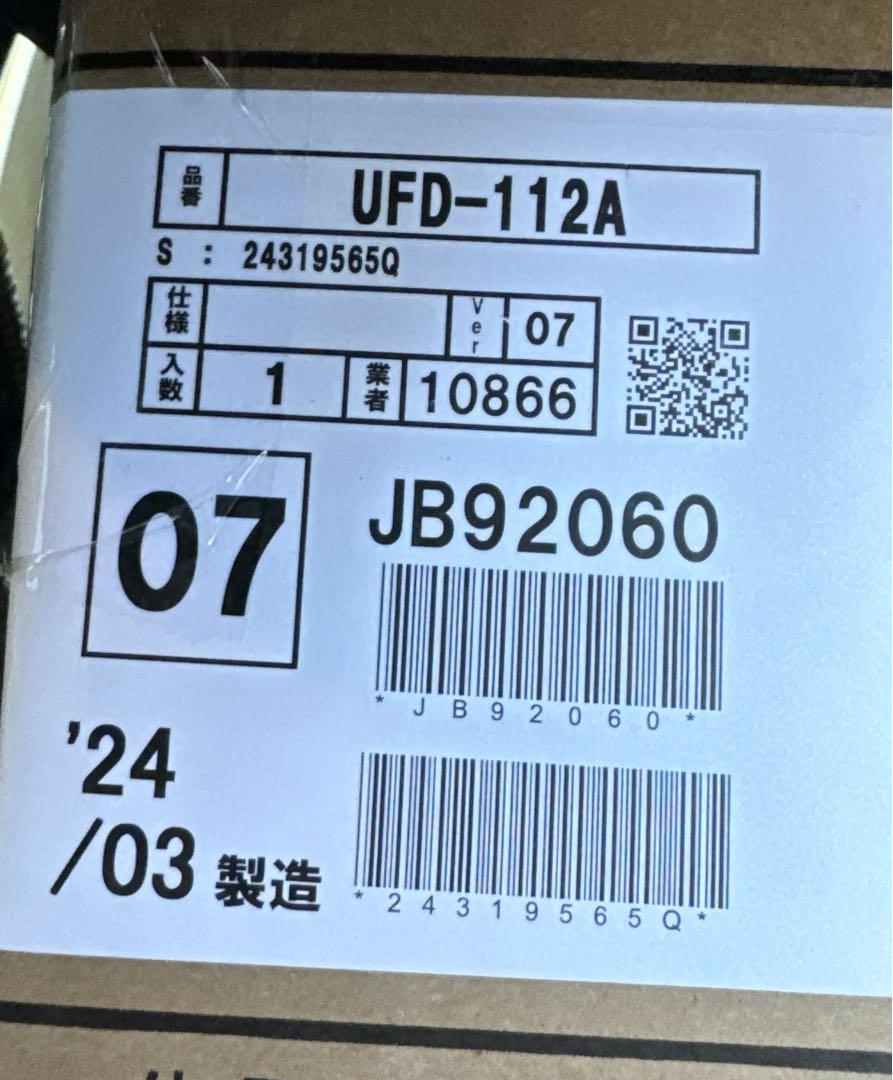 品番 UFD-112A
S : 24319565Q
仕様 Ver 07
入数 1 業者 10866
07
JB92060
*JB92060*
'24
/03 製造
*24319565Q*